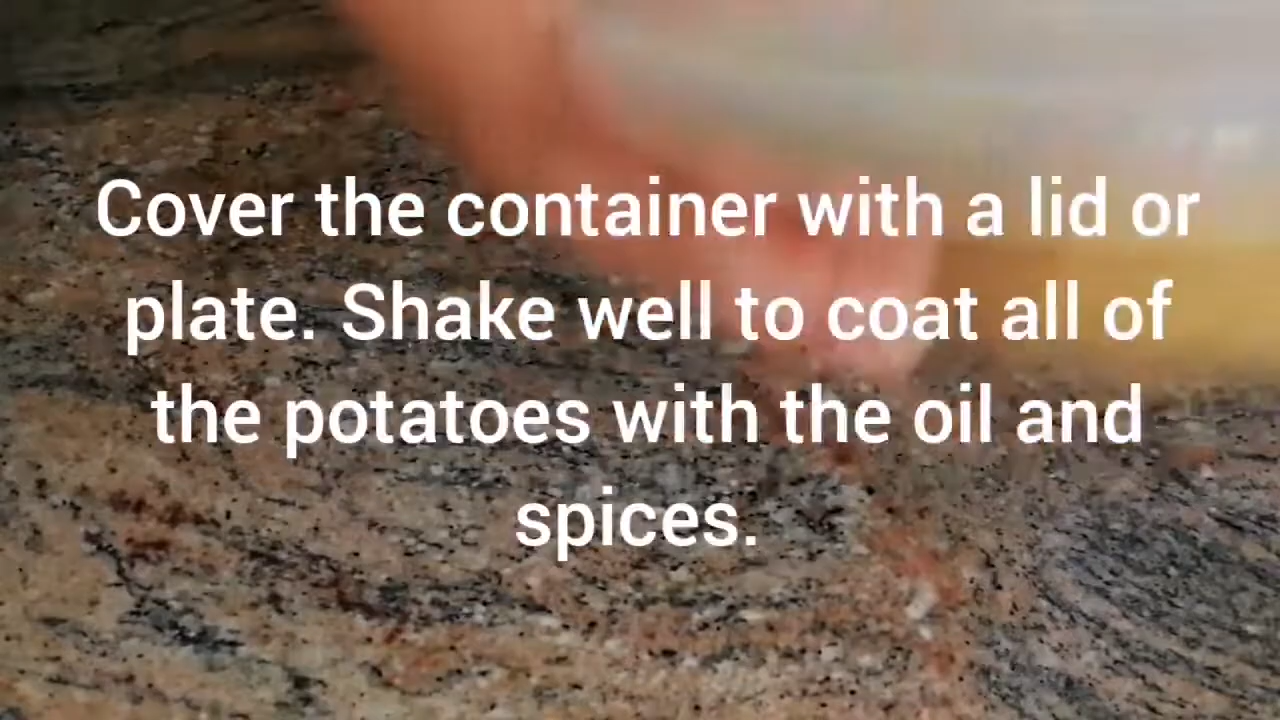 Cover the container with a lid or
plate. Shake well to coat all of
the potatoes with the oil and
spices.